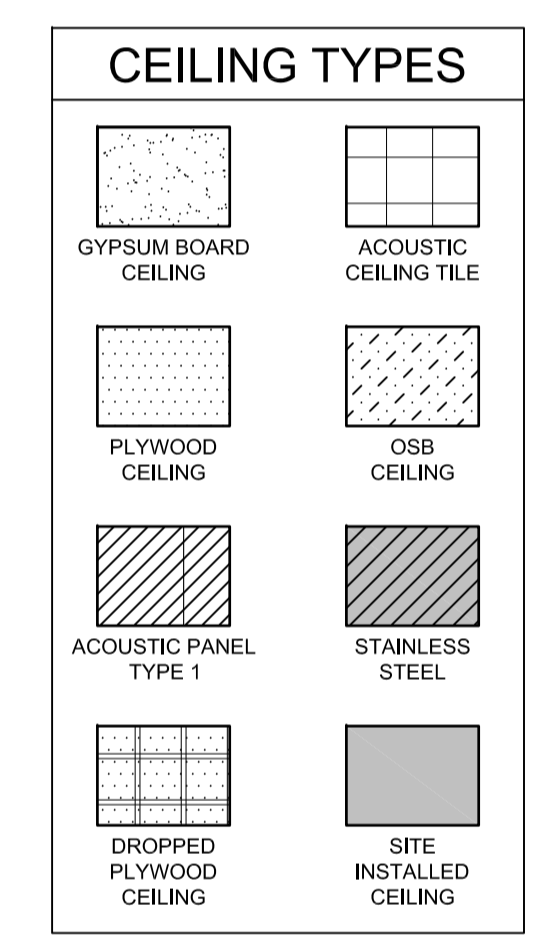 CEILING TYPES
GYPSUM BOARD
CEILING
ACOUSTIC
CEILING TILE
PLYWOOD
CEILING
OSB
CEILING
ACOUSTIC PANEL
TYPE 1
STAINLESS
STEEL
DROPPED
PLYWOOD
CEILING
SITE
INSTALLED
CEILING